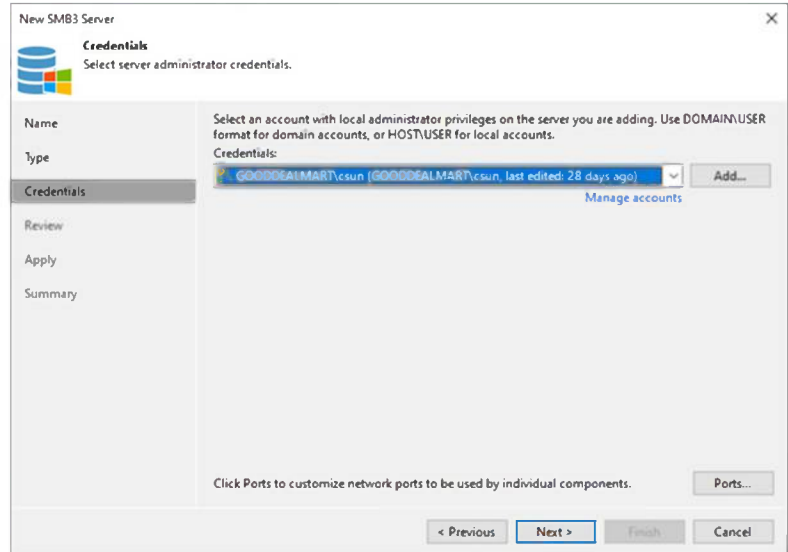 New SMB3 Server
Credentials
Select server administrator credentials.
Name
Type
Credentials
Review
Apply
Summary
Select an account with local administrator privileges on the server you are adding. Use DOMAIN\USER
format for domain accounts, or HOST\USER for local accounts.
Credentials:
GOODDEALMART\csun (GOODDEALMART\csun, last edited: 28 days ago)
Add...
Manage accounts
Click Ports to customize network ports to be used by individual components.
Ports...
< Previous
Next >
Finish
Cancel